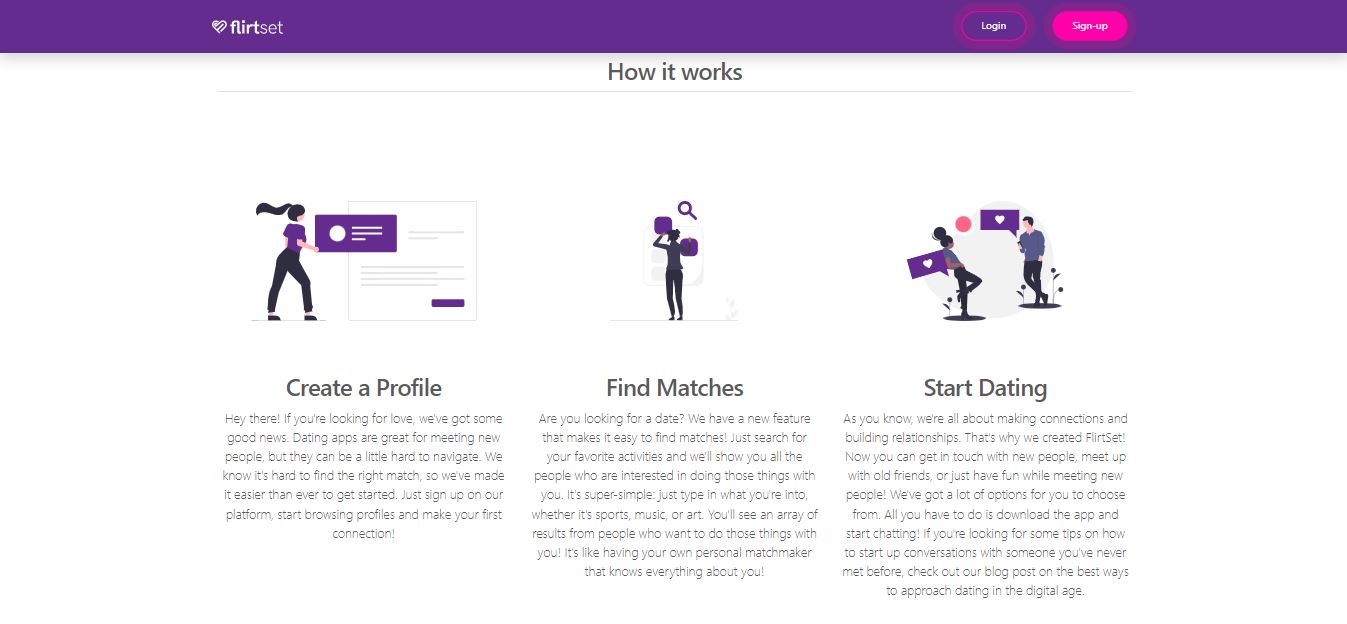 flirtset
Login
Sign-up
How it works
Create a Profile
Hey there! If you're looking for love, we've got some
good news. Dating apps are great for meeting new
people, but they can be a little hard to navigate. We
know it's hard to find the right match, so we've made
it easier than ever to get started. Just sign up on our
platform, start browsing profiles and make your first
connection!
Find Matches
Are you looking for a date? We have a new feature
that makes it easy to find matches! Just search for
your favorite activities and we'll show you all the
people who are interested in doing those things with
you. It's super-simple: just type in what you're into,
whether it's sports, music, or art. You'll see an array of
results from people who want to do those things with
you! It's like having your own personal matchmaker
that knows everything about you!
Start Dating
As you know, we're all about making connections and
building relationships. That's why we created FlirtSet!
Now you can get in touch with new people, meet up
with old friends, or just have fun while meeting new
people! We've got a lot of options for you to choose
from. All you have to do is download the app and
start chatting! If you're looking for some tips on how
to start up conversations with someone you've never
met before, check out our blog post on the best ways
to approach dating in the digital age.